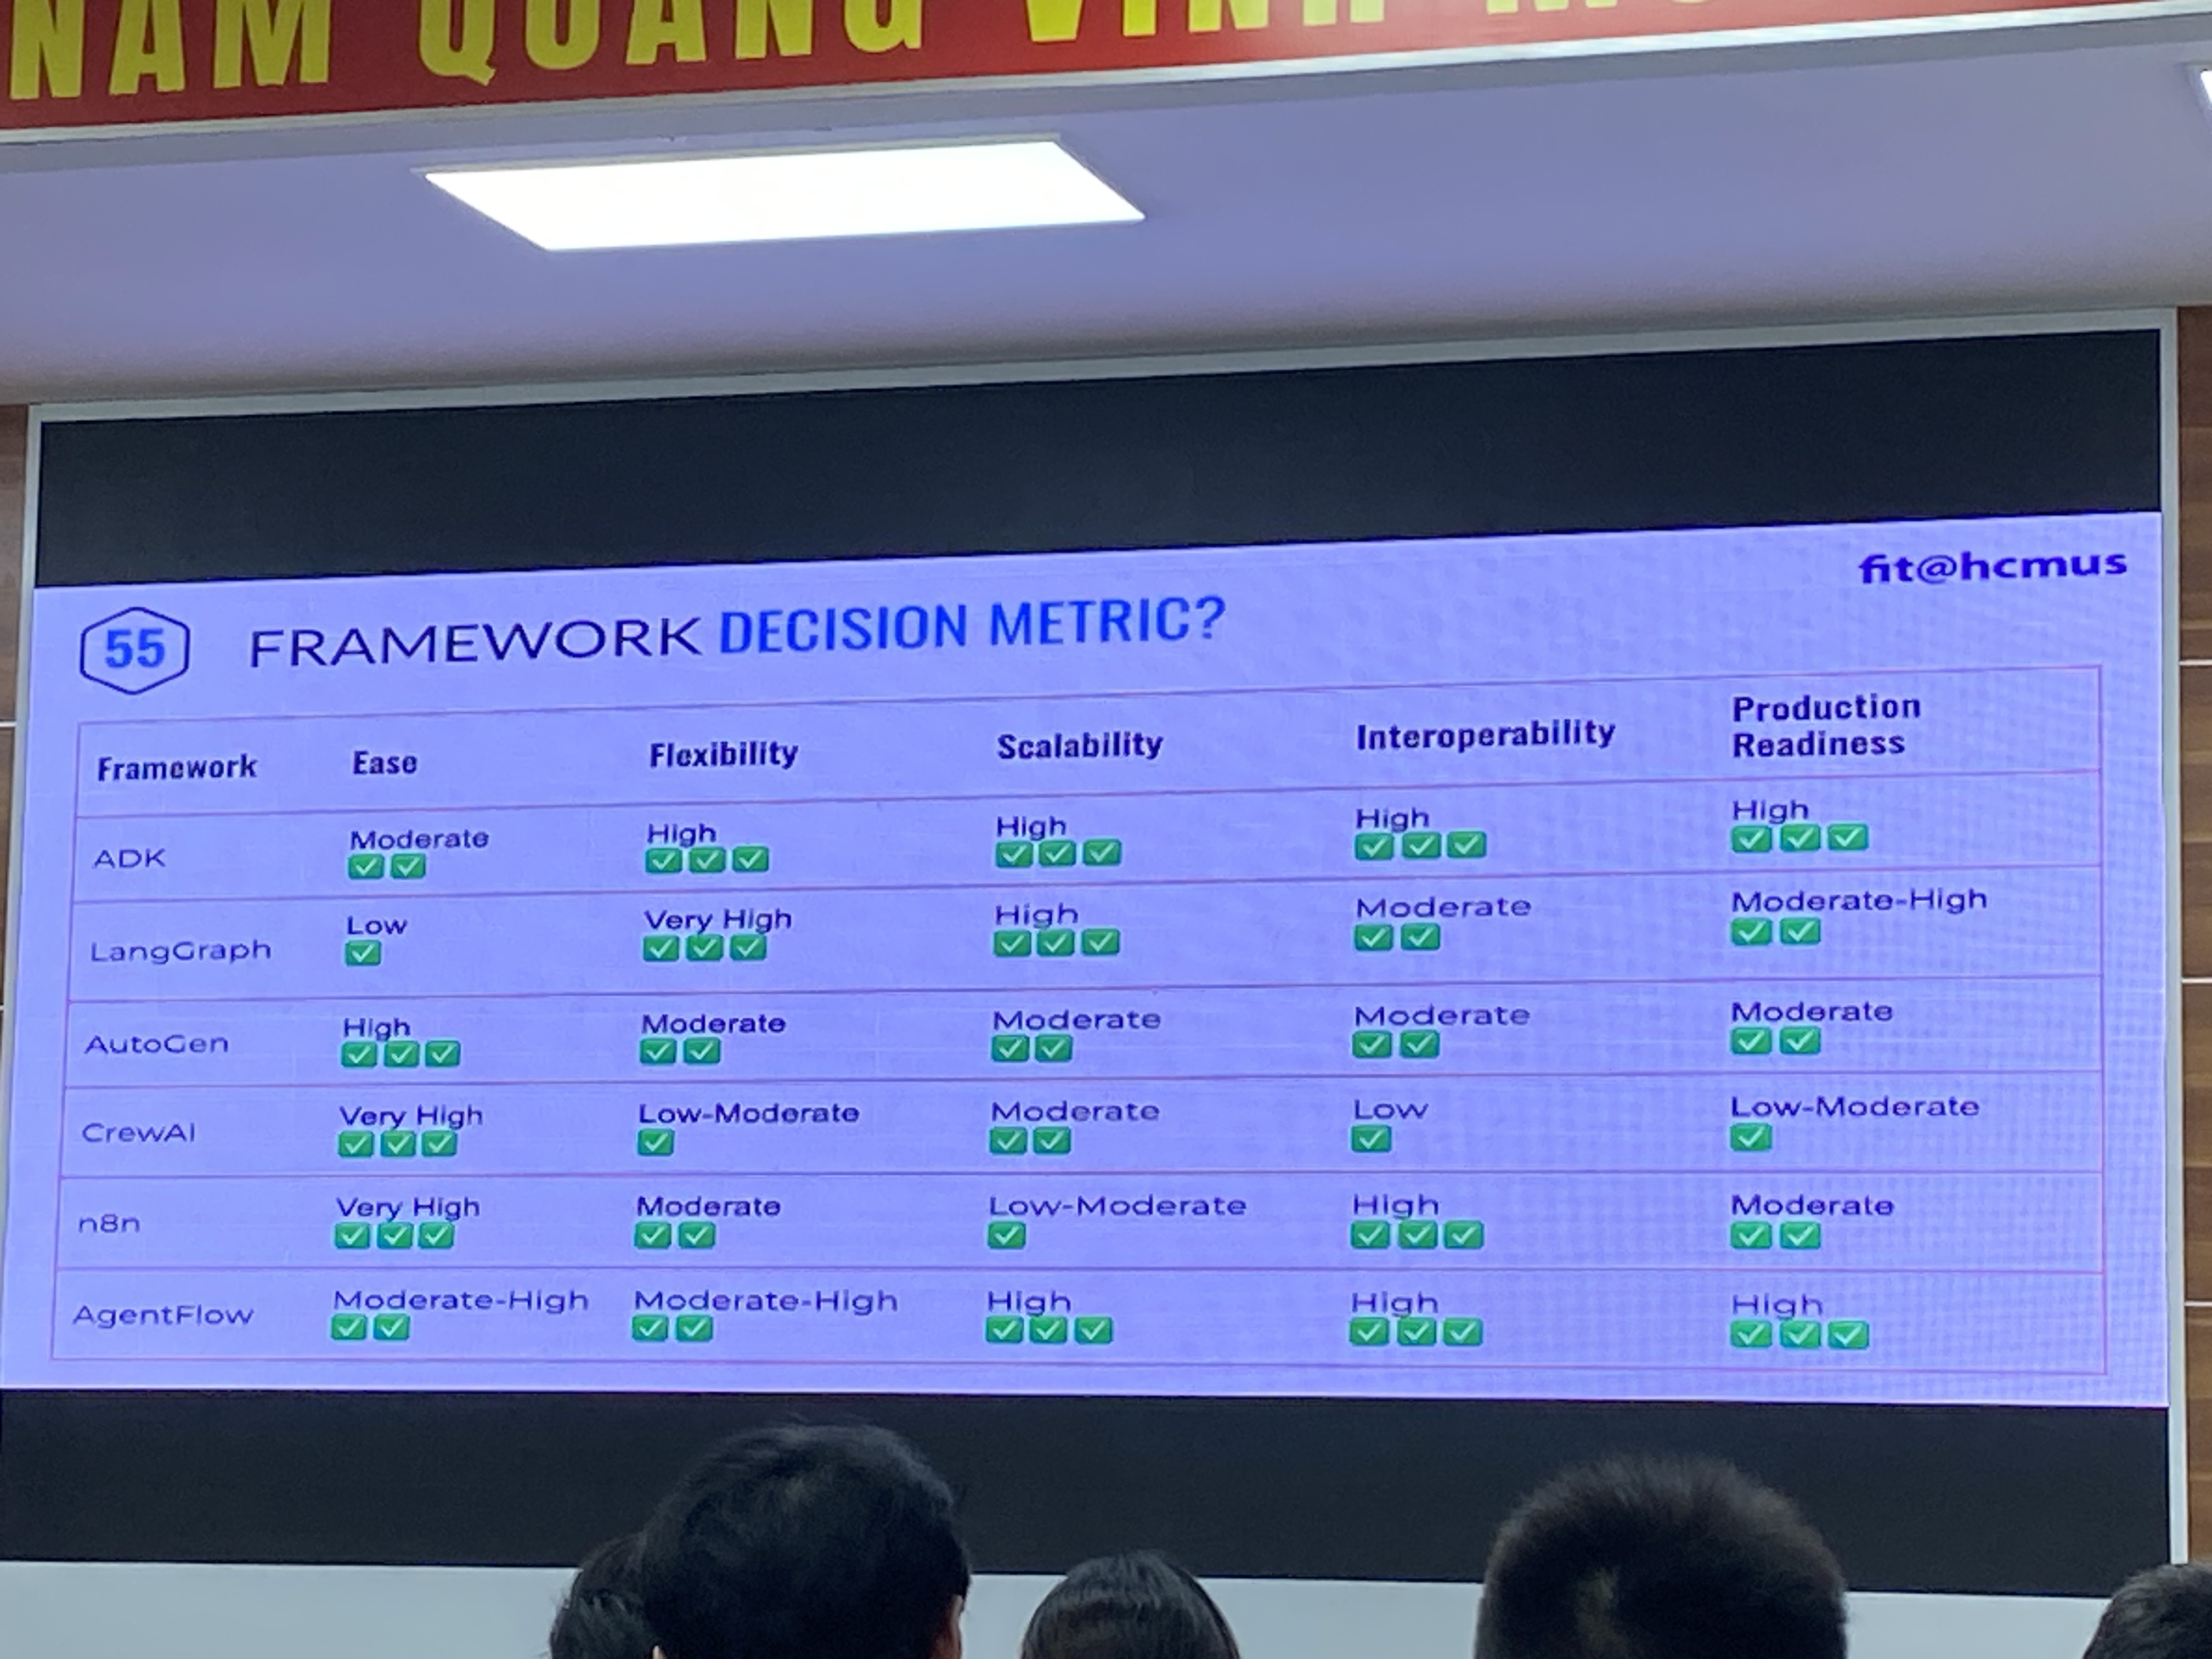 NAM QUANG VINH
fit@hcmus
55 FRAMEWORK DECISION METRIC?
Framework Ease Flexibility Scalability Interoperability Production Readiness
ADK Moderate ✅✅ High ✅✅✅ High ✅✅✅ High ✅✅✅ High ✅✅✅
LangGraph Low ✅ Very High ✅✅✅ High ✅✅✅ Moderate ✅✅ Moderate-High ✅✅
AutoGen High ✅✅✅ Moderate ✅✅ Moderate ✅✅ Moderate ✅✅ Moderate ✅✅
CrewAI Very High ✅✅✅ Low-Moderate ✅ Moderate ✅✅ Low ✅ Low-Moderate ✅
n8n Very High ✅✅✅ Moderate ✅✅ Low-Moderate ✅ High ✅✅✅ Moderate ✅✅
AgentFlow Moderate-High ✅✅ Moderate-High ✅✅ High ✅✅✅ High ✅✅✅ High ✅✅✅